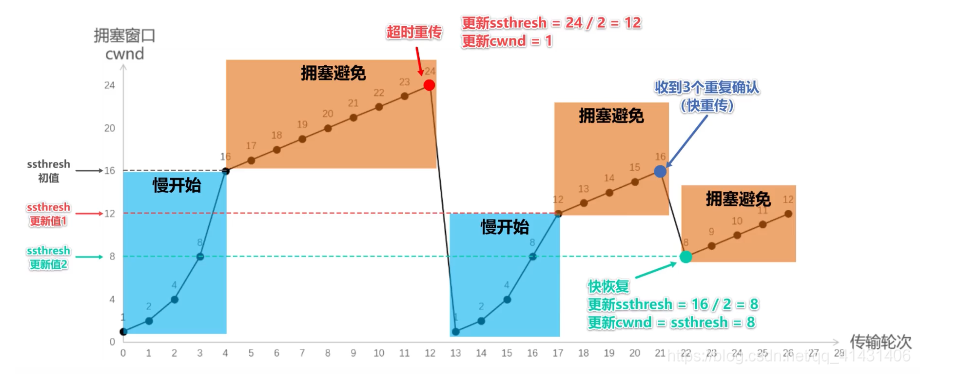 拥塞窗口
cwnd
超时重传
更新ssthresh = 24 / 2 = 12
更新cwnd = 1
拥塞避免
24
收到3个重复确认
(快重传)
拥塞避免
24
23
22
21
20
19
18
17
16
20
ssthresh
初值
16
慢开始
16
15
14
13
12
拥塞避免
ssthresh
更新值1
12
慢开始
12
11
10
9
8
ssthresh
更新值2
8
8
8
快恢复
更新ssthresh = 16 / 2 = 8
更新cwnd = ssthresh = 8
4
4
4
2
2
1
1
0
0 1 2 3 4 5 6 7 8 9 10 11 12 13 14 15 16 17 18 19 20 21 22 23 24 25 26 27 28
传输轮次